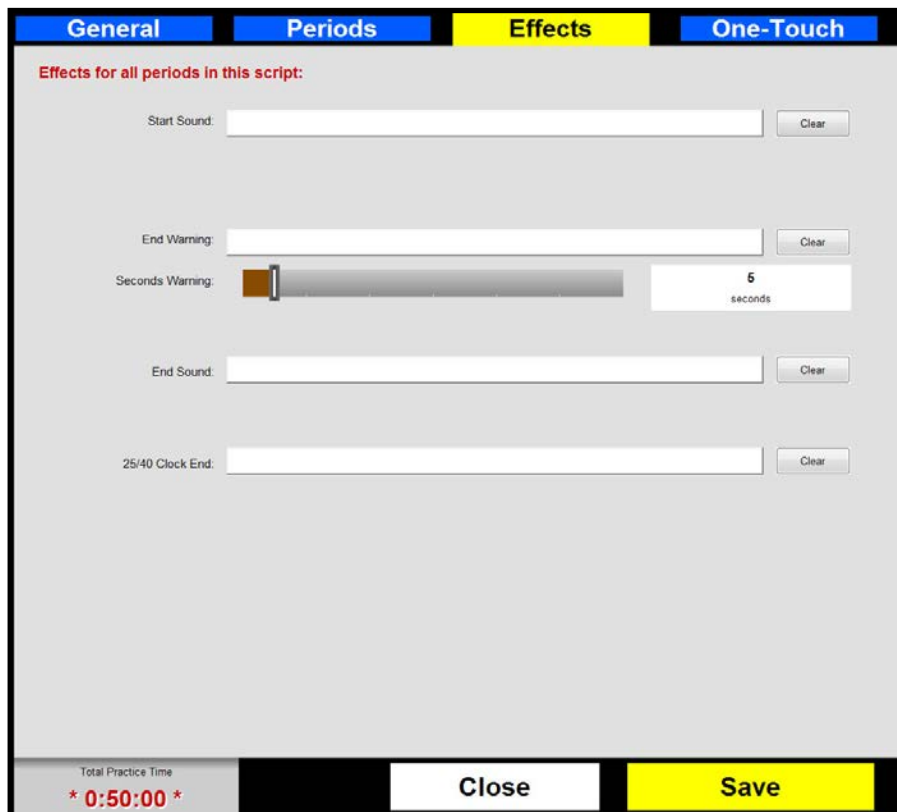 General Periods Effects One-Touch
Effects for all periods in this script:
Start Sound: Clear
End Warning: Clear
Seconds Warning: 5
seconds
End Sound: Clear
25/40 Clock End: Clear
Total Practice Time
* 0:50:00 *
Close Save